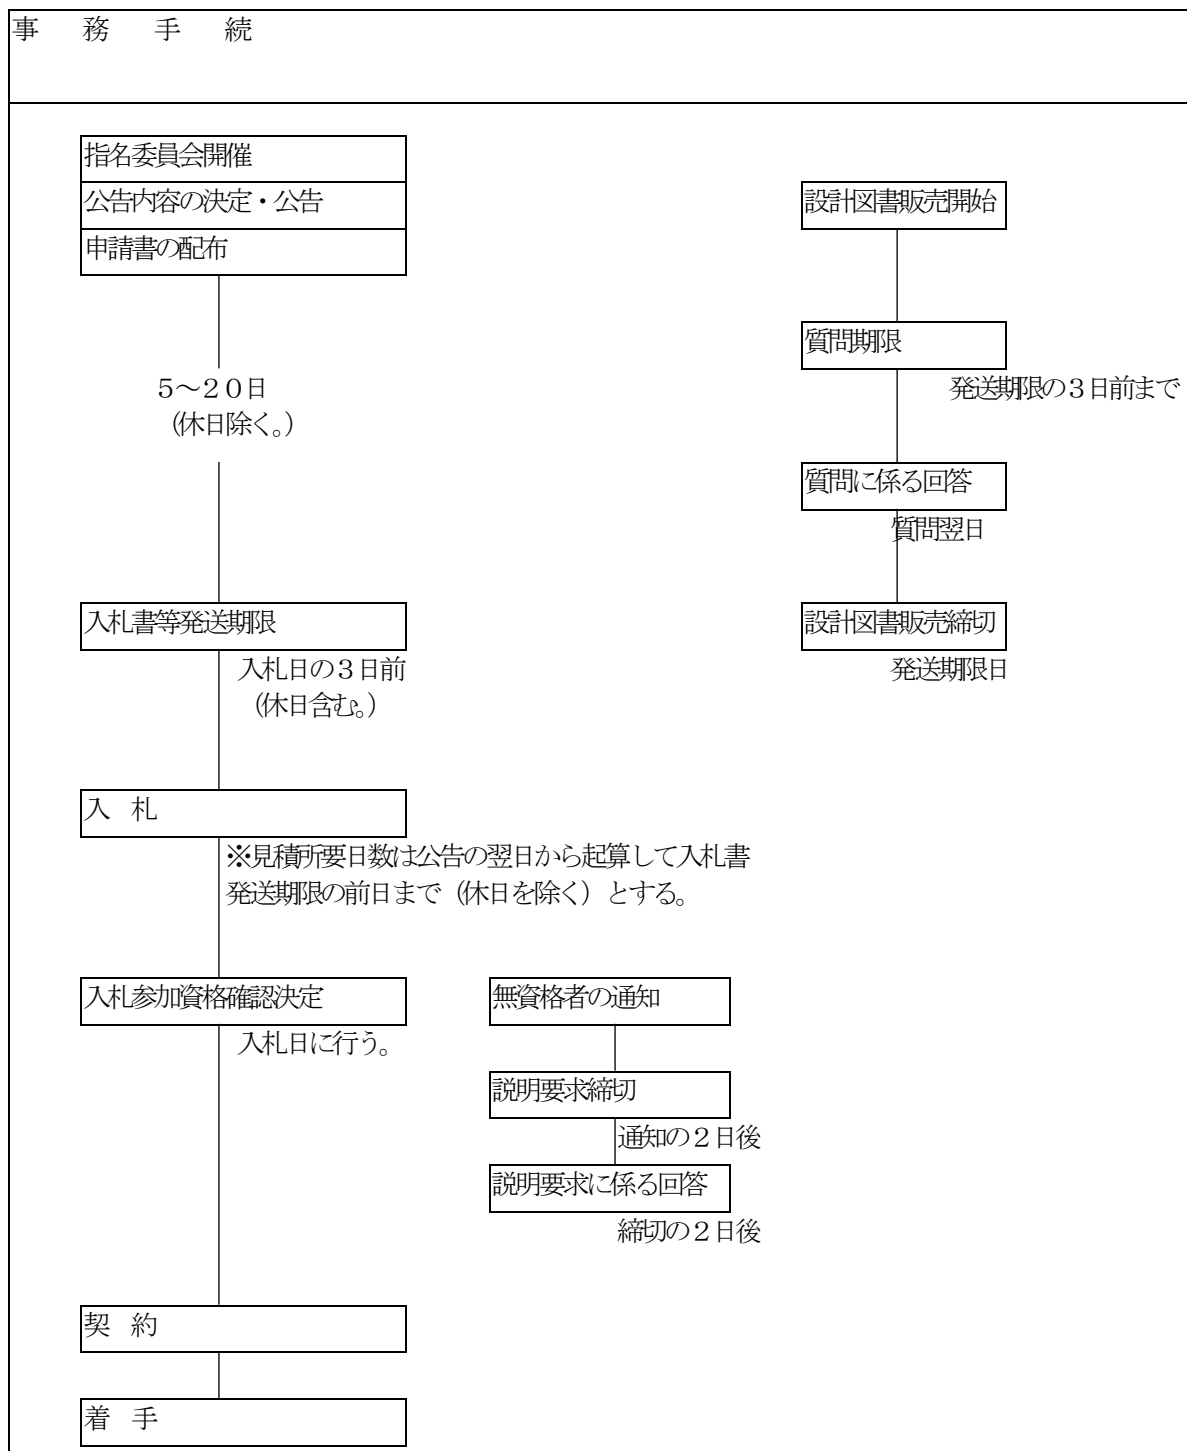 事　務　手　続
指名委員会開催
公告内容の決定・公告
申請書の配布
5～20日
(休日除く。)
入札書等発送期限
入札日の3日前
(休日含む。)
入　札
※見積所要日数は公告の翌日から起算して入札書
発送期限の前日まで（休日を除く）とする。
入札参加資格確認決定
入札日に行う。
契　約
着　手
無資格者の通知
説明要求締切
通知の2日後
説明要求に係る回答
締切の2日後
設計図書販売開始
質問期限
発送期限の3日前まで
質問に係る回答
質問翌日
設計図書販売締切
発送期限日